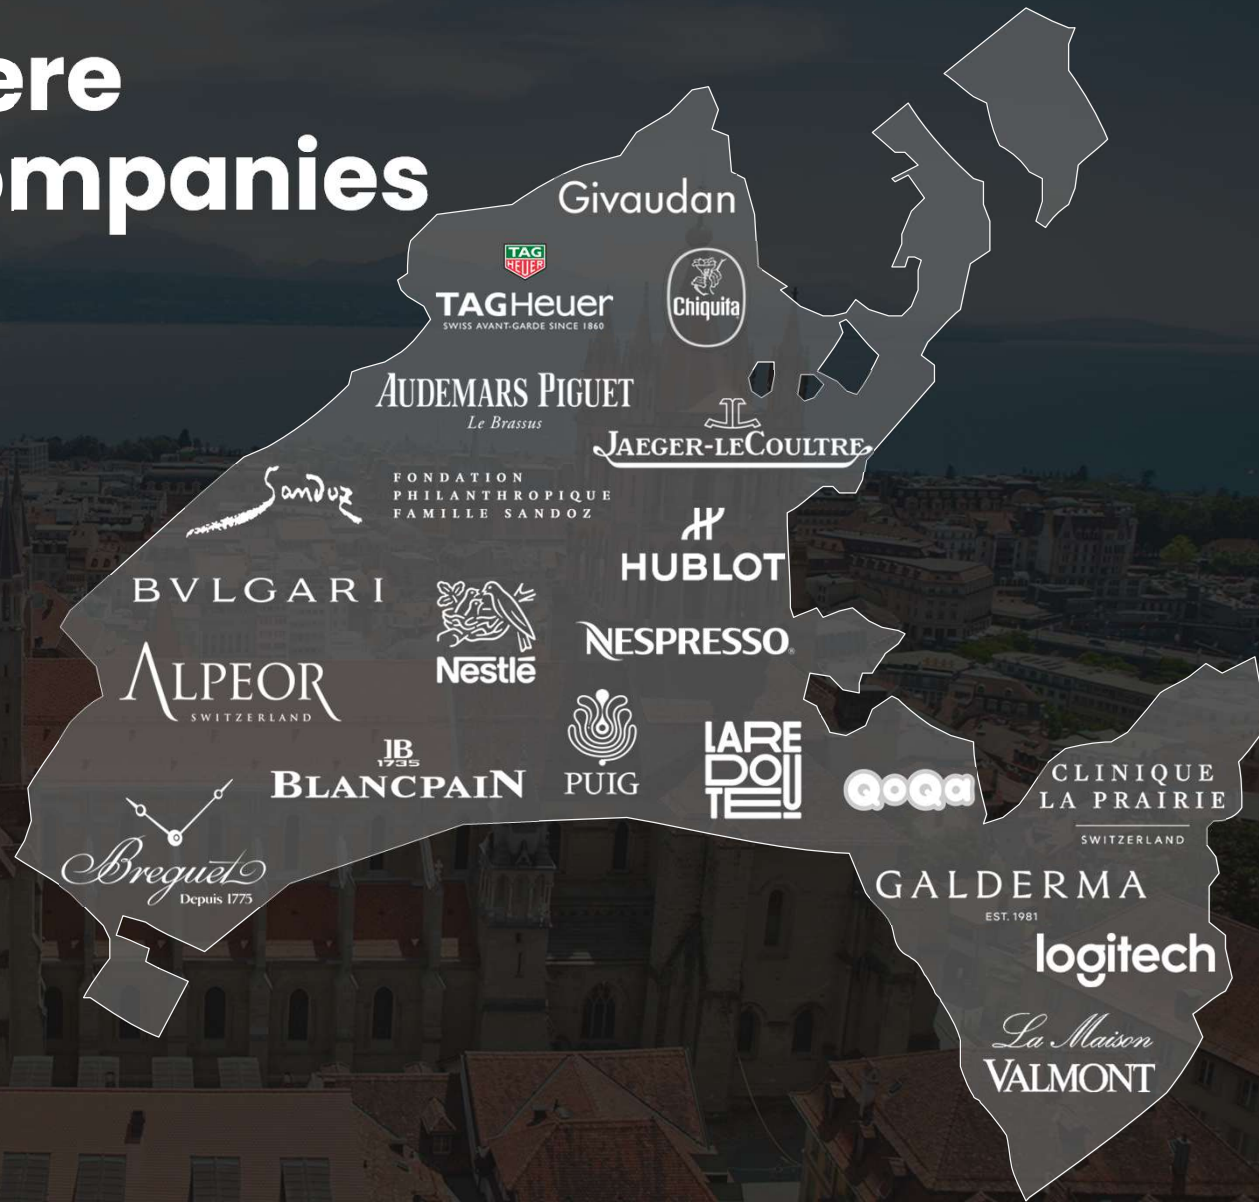 ere
ompanies
Givaudan
TAG
HEUER
TAGHeuer
SWISS AVANT-GARDE SINCE 1860
Chiquita
AUDEMARS PIGUET
Le Brassus
JAEGER-LECOULTRE
Sandoz
FONDATION
PHILANTHROPIQUE
FAMILLE SANDOZ
HUBLOT
BVLGARI
Nestlé
NESPRESSO®
ALPEOR
SWITZERLAND
JB
1735
BLANCPAIN
PUIG
LA RE
DOU
TE
QoQa
CLINIQUE
LA PRAIRIE
SWITZERLAND
Breguet
Depuis 1775
GALDERMA
EST. 1981
logitech
La Maison
VALMONT